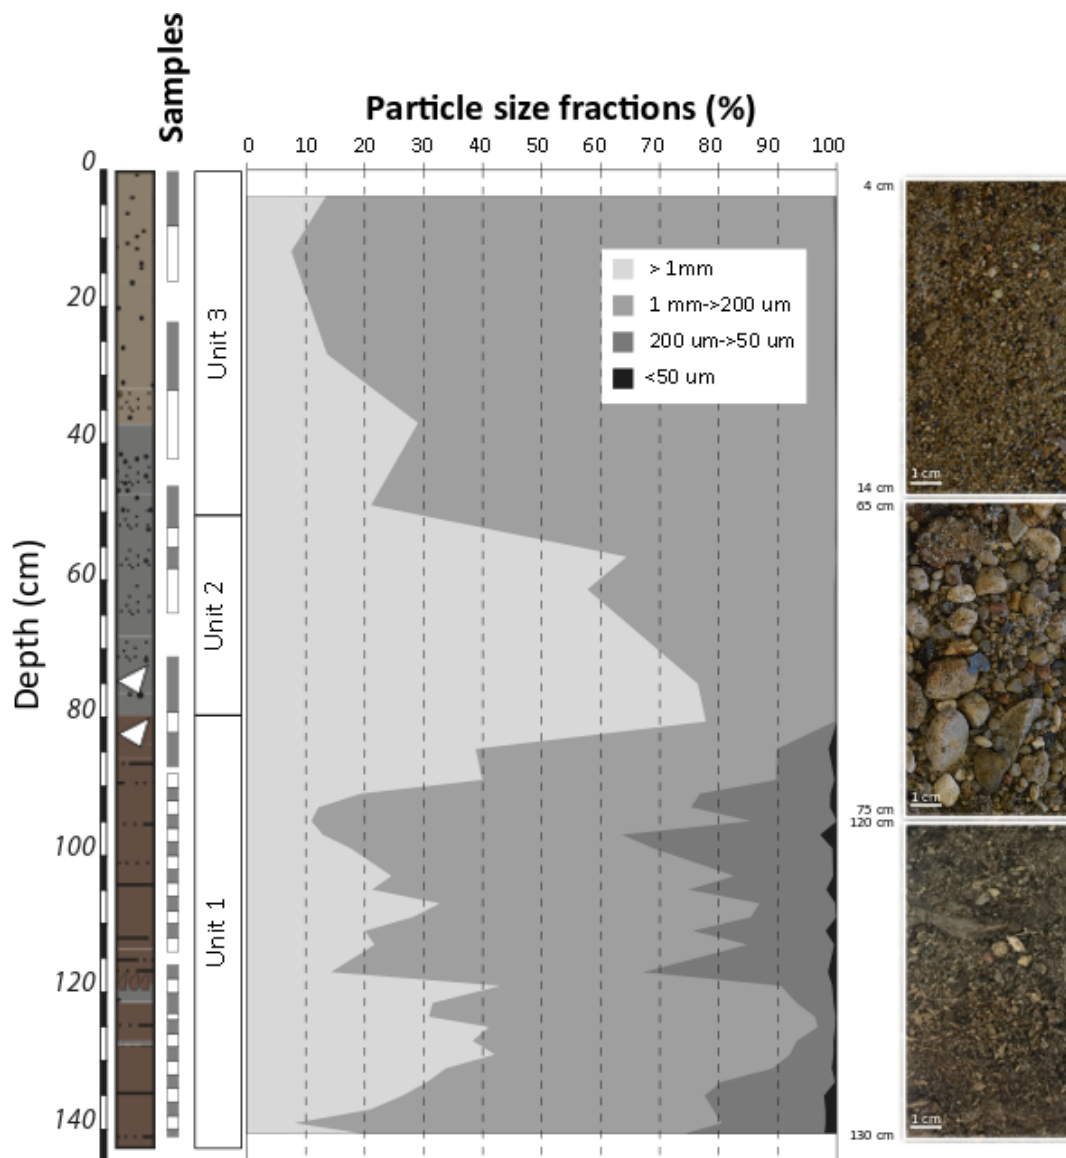 Samples
Particle size fractions (%)
0 10 20 30 40 50 60 70 80 90 100
Depth (cm)
0
20
40
60
80
100
120
140
Unit 3
Unit 2
Unit 1
> 1mm
1 mm->200 um
200 um->50 um
<50 um
4 cm
1 cm
14 cm
65 cm
1 cm
75 cm
120 cm
1 cm
130 cm